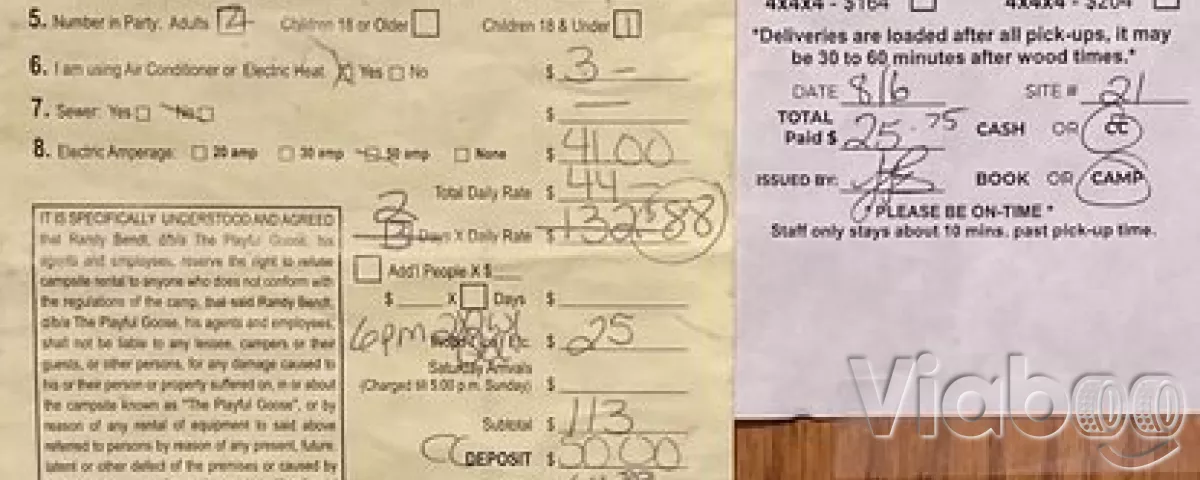 5. Number in Party: Adults 2 Children 18 or Older Children 18 & Under 1
6. I am using Air Conditioner or Electric Heat X Yes No $ 3 —
7. Sewer: Yes No $ —
8. Electric Amperage: 20 amp 30 amp 50 amp None $ 41.00
Total Daily Rate $ 44 —
2
3 Days X Daily Rate $ 132 88
Add'l People X $
$ X Days $
6pm $ 25
Saturday Arrivals
(Charged till 5:00 p.m. Sunday) $
Subtotal $ 113
CC DEPOSIT $ 50.00
IT IS SPECIFICALLY UNDERSTOOD AND AGREED
that Randy Bendt, d/b/a The Playful Goose, his
agents and employees, reserve the right to refuse
campsite rental to anyone who does not conform with
the regulations of the camp, that said Randy Bendt,
d/b/a The Playful Goose, his agents and employees,
shall not be liable to any lessee, campers or their
guests, or other persons, for any damage caused to
his or their person or property suffered on, in or about
the campsite known as "The Playful Goose", or by
reason of any rental of equipment to said above
referred to persons by reason of any present, future,
latent or other defect of the premises or caused by
4x4x4 - $164 4x4x4 - $204
*Deliveries are loaded after all pick-ups, it may
be 30 to 60 minutes after wood times.*
DATE 8/6 SITE # 21
TOTAL
Paid $ 25.75 CASH OR CC
ISSUED BY: BOOK OR CAMP
* PLEASE BE ON-TIME *
Staff only stays about 10 mins. past pick-up time.
Viaboo